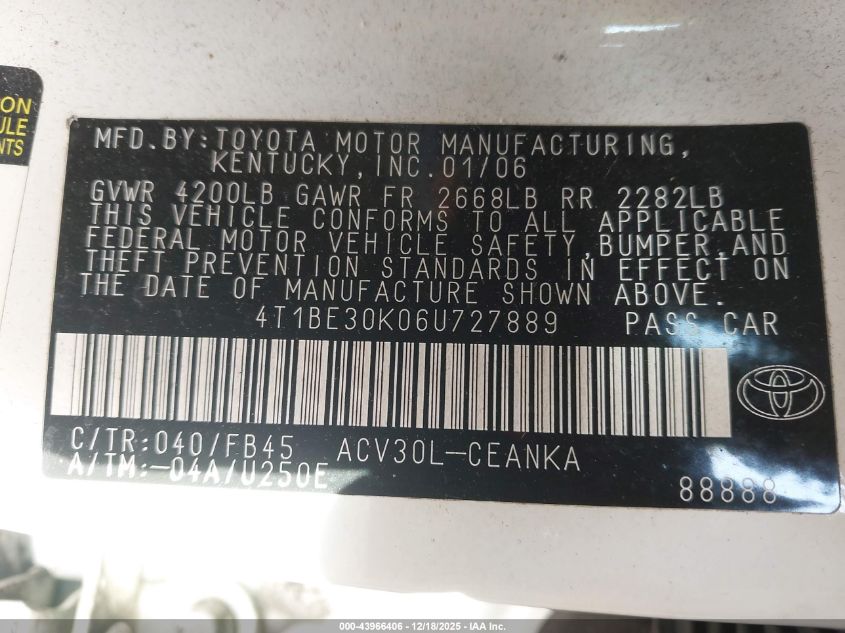 ON
ULE
NTS
MFD.BY:TOYOTA MOTOR MANUFACTURING,
KENTUCKY,INC.01/06
GVWR 4200LB GAWR FR 2668LB RR 2282LB
THIS VEHICLE CONFORMS TO ALL APPLICABLE
FEDERAL MOTOR VEHICLE SAFETY,BUMPER,AND
THEFT PREVENTION STANDARDS IN EFFECT ON
THE DATE OF MANUFACTURE SHOWN ABOVE.
4T1BE30K06U727889 PASS CAR
C/TR:040/FB45 ACV30L-CEANKA
A/TM:-04A/U250E
88888
000-43966406 - 12/18/2025 - IAA Inc.